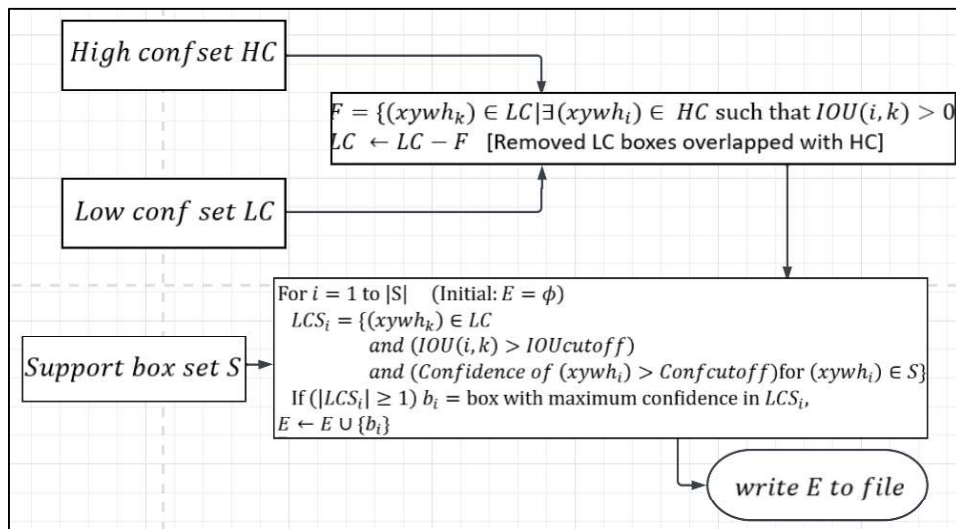 High confset HC
F = {(xywh_k) ∈ LC|∃(xywh_i) ∈ HC such that IOU(i, k) > 0
LC ← LC − F [Removed LC boxes overlapped with HC]
Low conf set LC
For i = 1 to |S| (Initial: E = ϕ)
LCS_i = {(xywh_k) ∈ LC
and (IOU(i, k) > IOUcutoff)
and (Confidence of (xywh_i) > Confcutoff)for (xywh_i) ∈ S}
If (|LCS_i| ≥ 1) b_i = box with maximum confidence in LCS_i,
E ← E ∪ {b_i}
Support box set S
write E to file